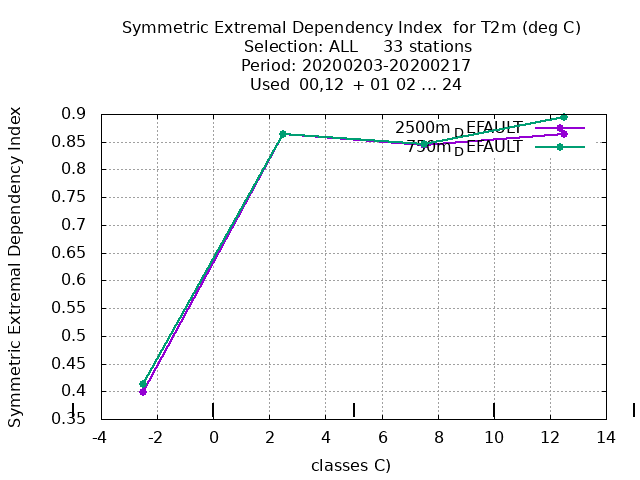 Symmetric Extremal Dependency Index  for T2m (deg C)
Selection: ALL     33 stations
Period: 20200203-20200217
Used  00,12  + 01 02 ... 24
Symmetric Extremal Dependency Index
0.9
0.85
0.8
0.75
0.7
0.65
0.6
0.55
0.5
0.45
0.4
0.35
2500m_DEFAULT
750m_DEFAULT
-4 -2 0 2 4 6 8 10 12 14
classes C)